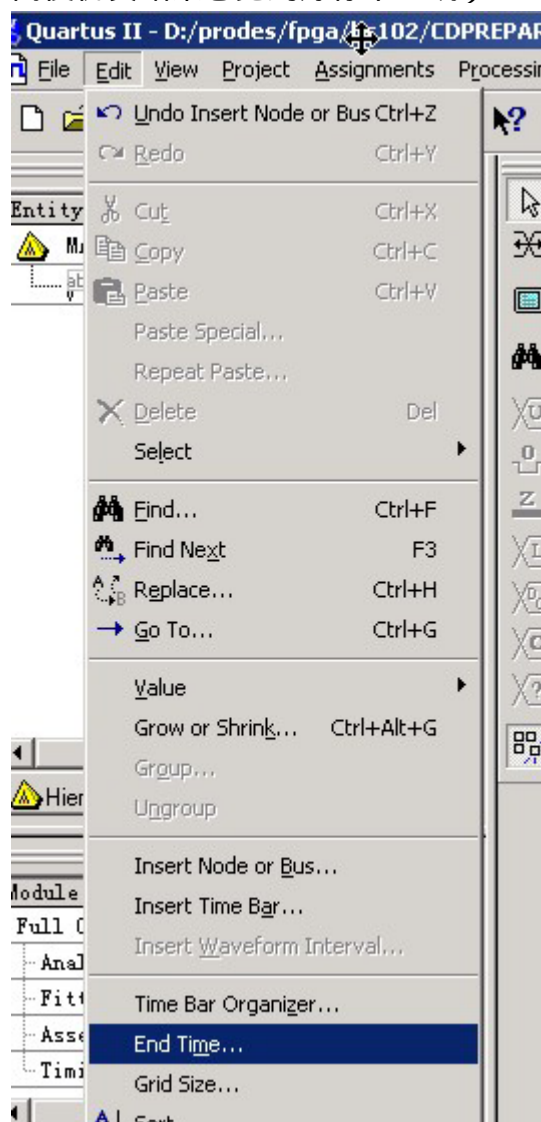 Quartus II - D:/prodes/fpga/ 102/CDPREPAR
File Edit View Project Assignments Processin
Undo Insert Node or Bus Ctrl+Z
Redo Ctrl+Y
Cut Ctrl+X
Copy Ctrl+C
Paste Ctrl+V
Paste Special...
Repeat Paste...
Delete Del
Select
Find... Ctrl+F
Find Next F3
Replace... Ctrl+H
Go To... Ctrl+G
Value
Grow or Shrink... Ctrl+Alt+G
Group...
Ungroup
Insert Node or Bus...
Insert Time Bar...
Insert Waveform Interval...
Time Bar Organizer...
End Time...
Grid Size...
Sort
Entity
Hier
Module
Full
Anal
Fitt
Asse
Timi